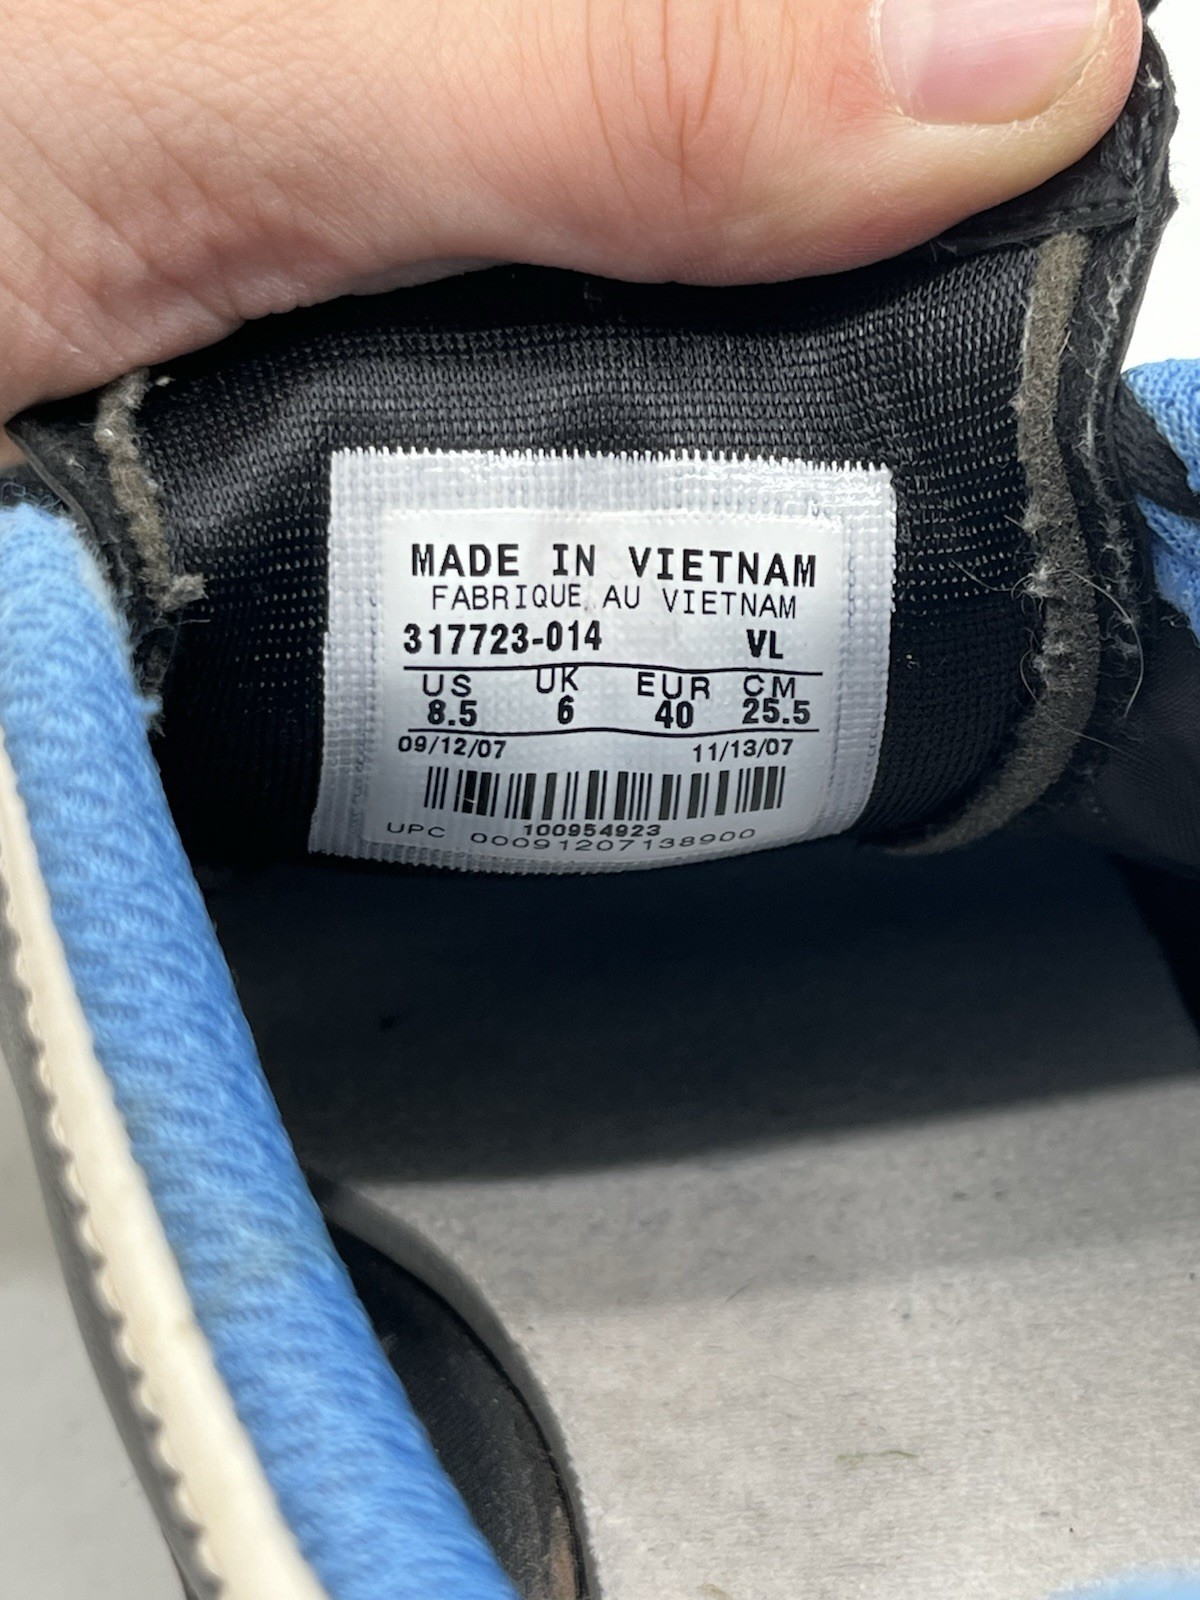 MADE IN VIETNAM
FABRIQUE AU VIETNAM
317723-014 VL
US UK EUR CM
8.5 6 40 25.5
09/12/07 11/13/07
100954923
UPC 00091207138900